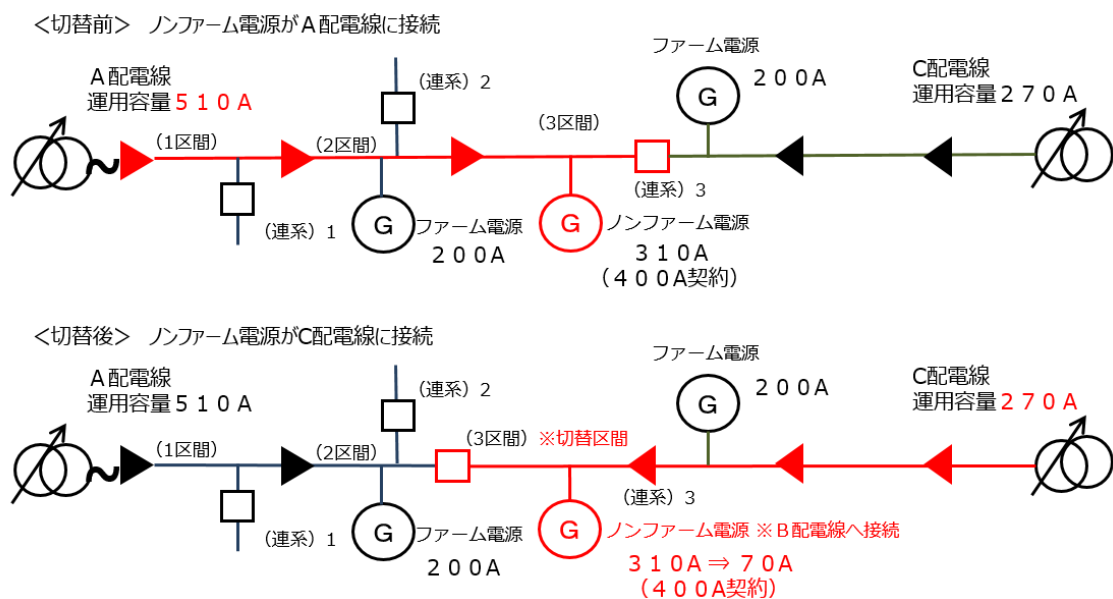 ＜切替前＞ ノンファーム電源がＡ配電線に接続
ファーム電源
２００Ａ
Ａ配電線
運用容量５１０Ａ
（連系）２
G
C配電線
運用容量２７０Ａ
（1区間）
（2区間）
（3区間）
（連系）３
（連系）１
G
ファーム電源
２００Ａ
G
ノンファーム電源
３１０Ａ
（４００Ａ契約）
＜切替後＞ ノンファーム電源がC配電線に接続
ファーム電源
２００Ａ
Ａ配電線
運用容量５１０Ａ
（連系）２
G
C配電線
運用容量２７０Ａ
（1区間）
（2区間）
（3区間）※切替区間
（連系）３
（連系）１
G
ファーム電源
２００Ａ
G
ノンファーム電源 ※Ｂ配電線へ接続
３１０Ａ⇒７０Ａ
（４００Ａ契約）